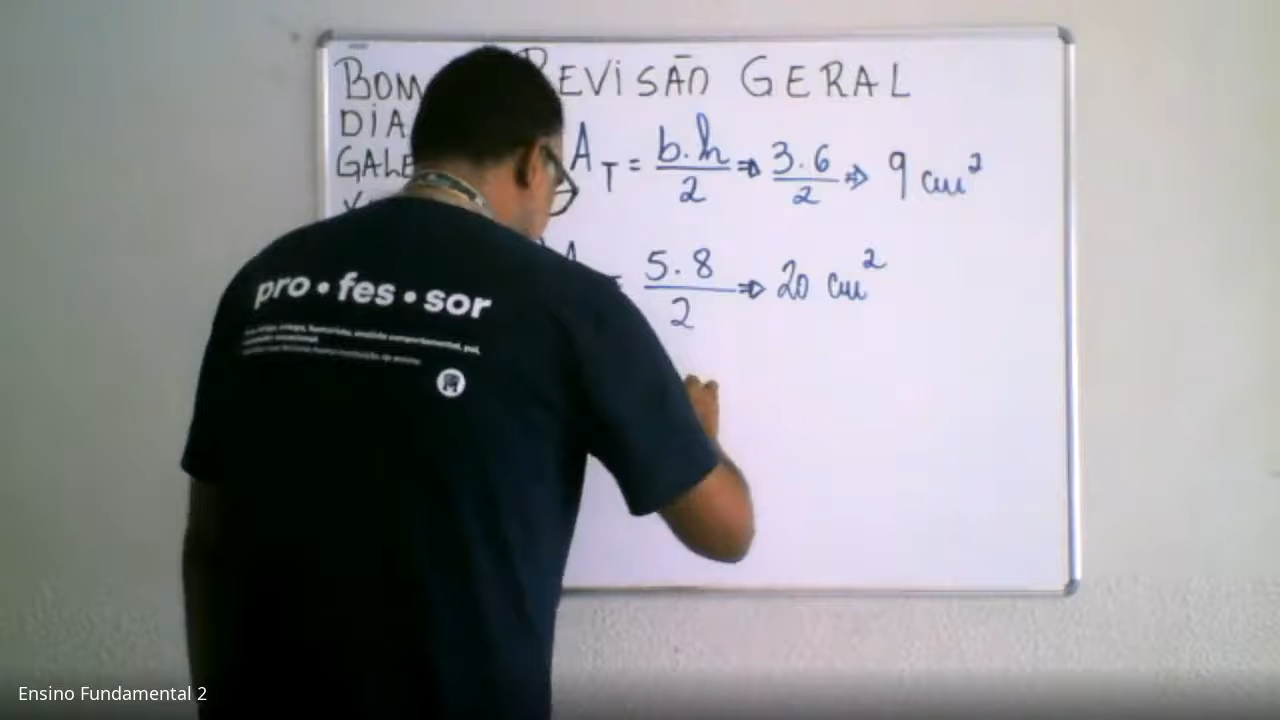 BOM REVISÃO GERAL
DIA
GALE
A T = b.h / 2 ⇒ 3.6 / 2 ⇒ 9 cm²
5.8 / 2 ⇒ 20 cm²
pro•fes•sor
Ensino Fundamental 2